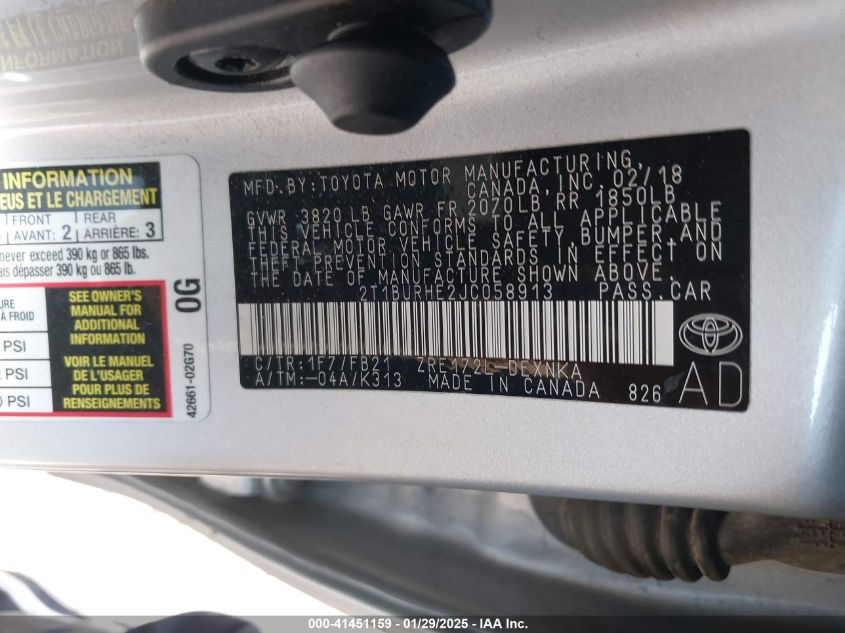 INFORMATION
EUS ET LE CHARGEMENT
FRONT REAR
AVANT: 2 ARRIÈRE: 3
never exceed 390 kg or 865 lbs.
ais dépasser 390 kg ou 865 lb.
À FROID
SEE OWNER'S
MANUAL FOR
ADDITIONAL
INFORMATION
VOIR LE MANUEL
DE L'USAGER
POUR PLUS DE
RENSEIGNEMENTS
PSI
PSI
PSI
0G
42661-02G70
MFD. BY: TOYOTA MOTOR MANUFACTURING,
CANADA, INC. 02/18
GVWR 3820 LB GAWR FR 2070LB RR 1850LB
THIS VEHICLE CONFORMS TO ALL APPLICABLE
FEDERAL MOTOR VEHICLE SAFETY, BUMPER, AND
THEFT PREVENTION STANDARDS IN EFFECT ON
THE DATE OF MANUFACTURE SHOWN ABOVE.
2T1BURHE2JC058913 PASS.CAR
C/TR:1F7/FB21 ZRE172L-DEXNKA
A/TM:-04A/K313 MADE IN CANADA 826
AD
000-41451159 - 01/29/2025 - IAA Inc.